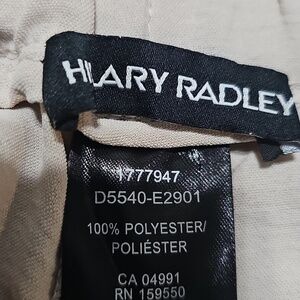 HILARY RADLEY
1777947
D5540-E2901
100% POLYESTER/
POLIÉSTER
CA 04991
RN 159550